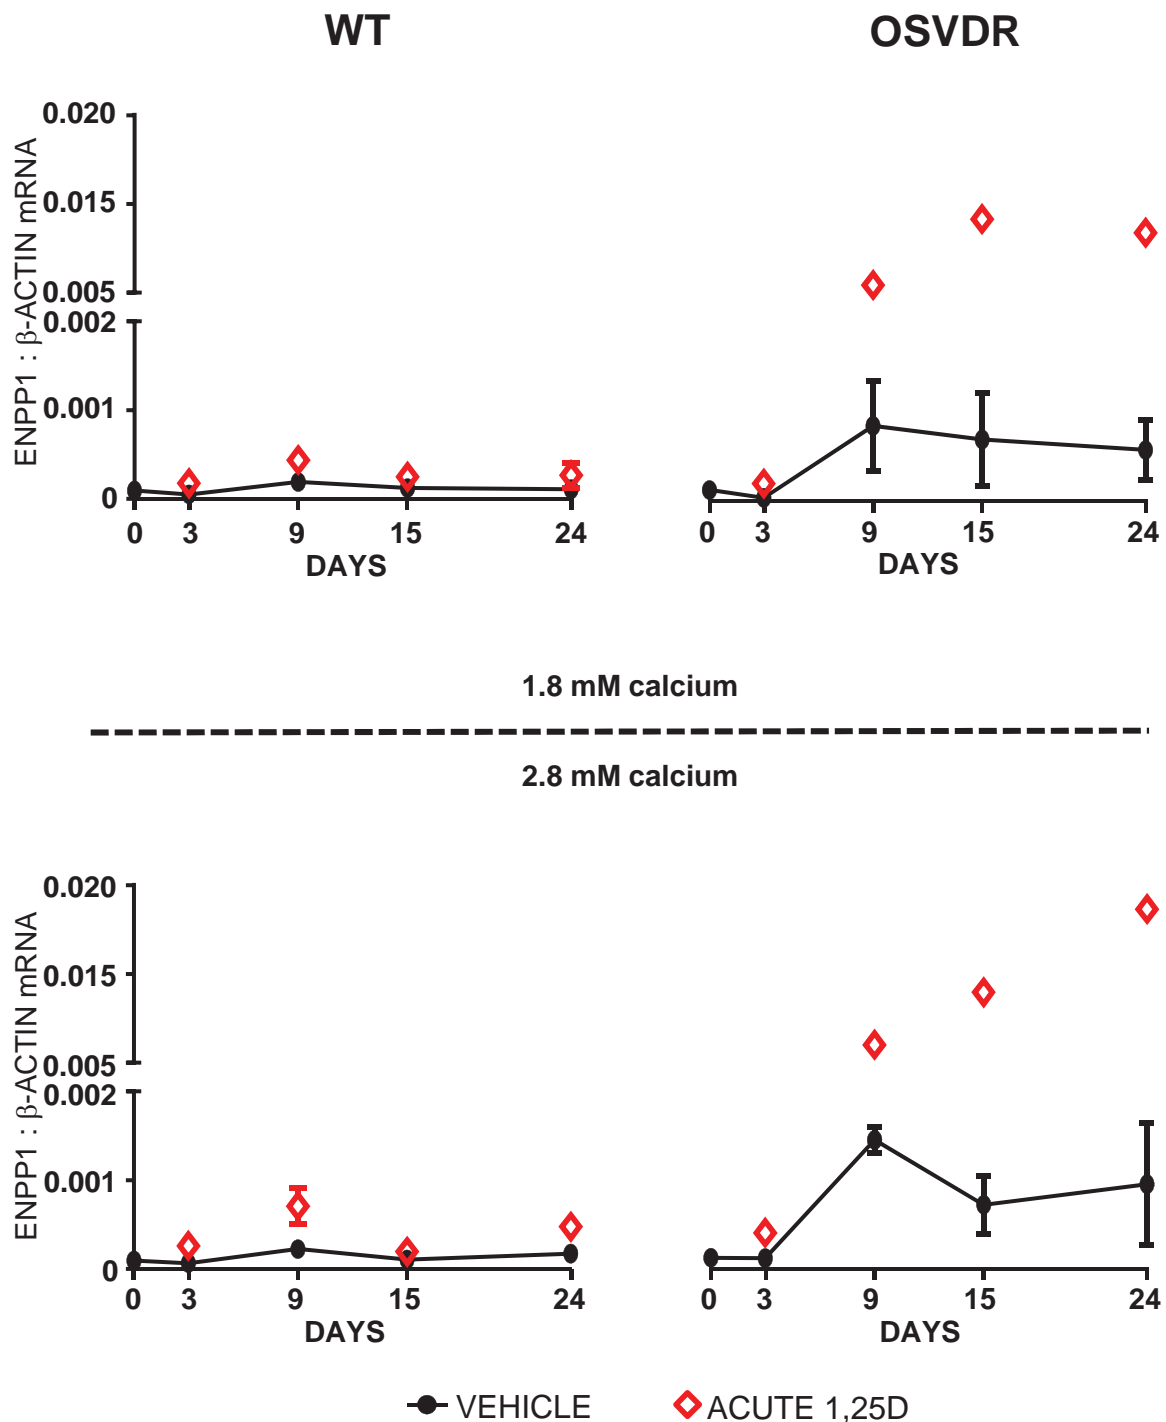 WT
OSVDR
ENPP1 : β-ACTIN mRNA
0.020
0.015
0.005
0.002
0.001
0
0 3 9 15 24
DAYS
0 3 9 15 24
DAYS
1.8 mM calcium
2.8 mM calcium
ENPP1 : β-ACTIN mRNA
0.020
0.015
0.005
0.002
0.001
0
0 3 9 15 24
DAYS
0 3 9 15 24
DAYS
VEHICLE
ACUTE 1,25D